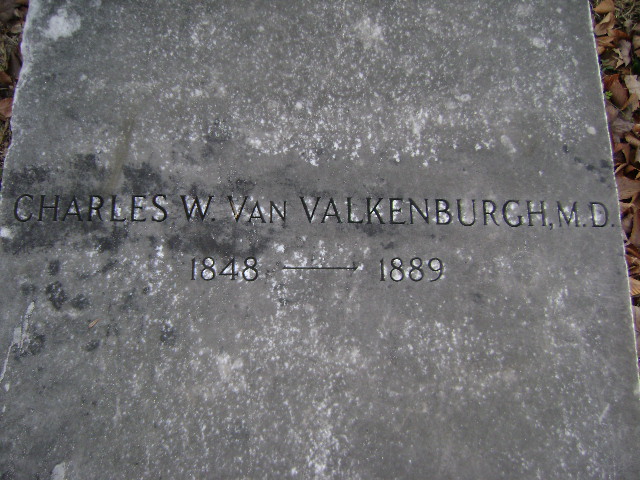 CHARLES W. VAN VALKENBURGH, M.D.
1848 — 1889